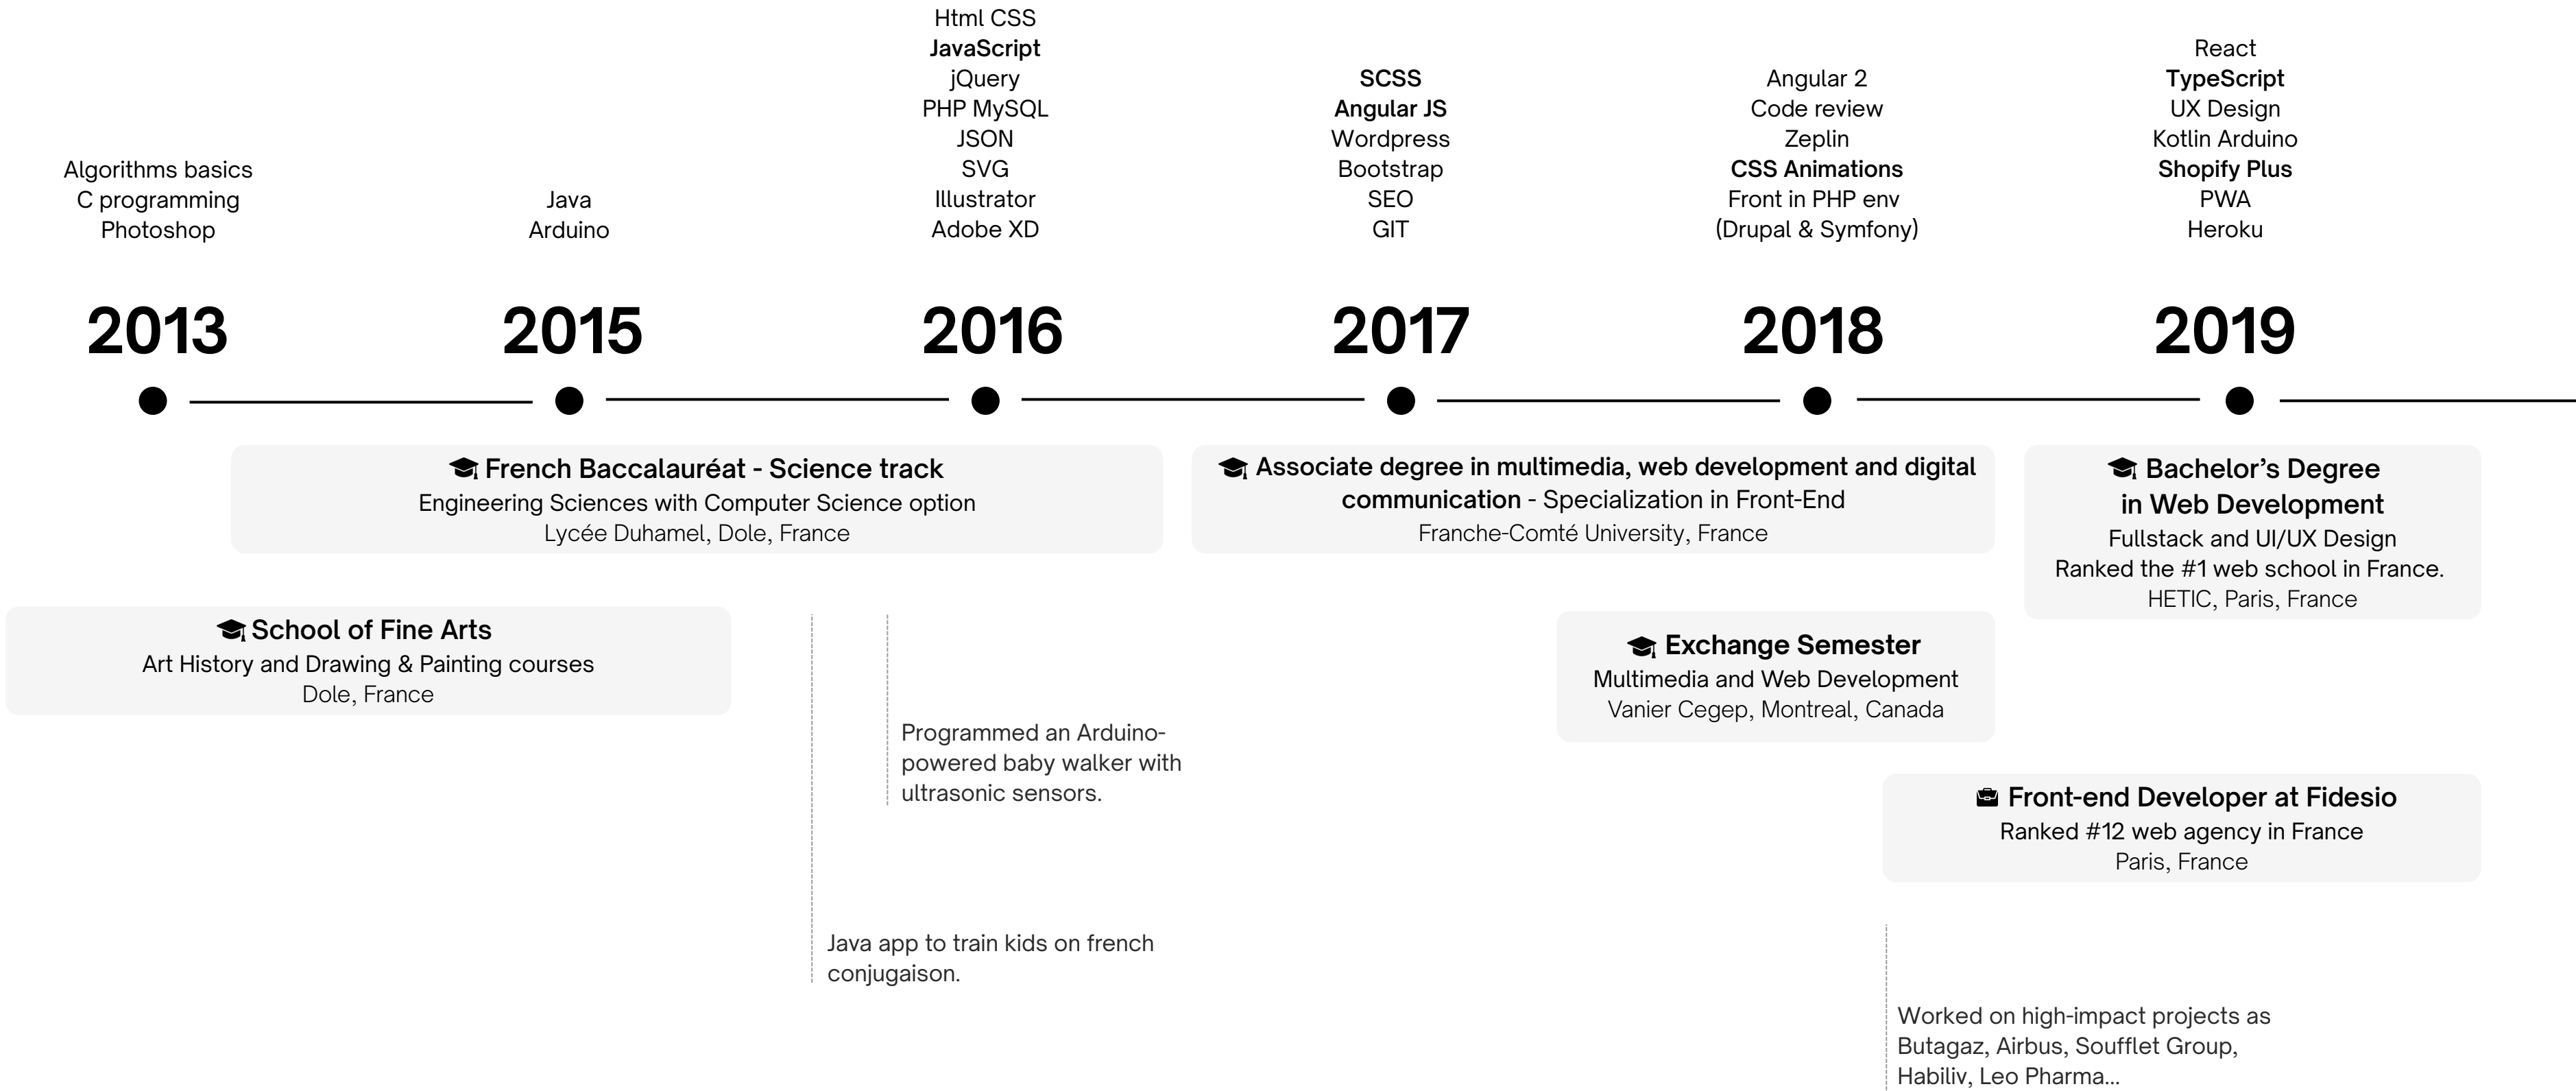 Algorithms basics
C programming
Photoshop
Java
Arduino
Html CSS
JavaScript
jQuery
PHP MySQL
JSON
SVG
Illustrator
Adobe XD
SCSS
Angular JS
Wordpress
Bootstrap
SEO
GIT
Angular 2
Code review
Zeplin
CSS Animations
Front in PHP env
(Drupal & Symfony)
React
TypeScript
UX Design
Kotlin Arduino
Shopify Plus
PWA
Heroku
2013
2015
2016
2017
2018
2019
French Baccalauréat - Science track
Engineering Sciences with Computer Science option
Lycée Duhamel, Dole, France
Associate degree in multimedia, web development and digital
communication - Specialization in Front-End
Franche-Comté University, France
Bachelor’s Degree
in Web Development
Fullstack and UI/UX Design
Ranked the #1 web school in France.
HETIC, Paris, France
School of Fine Arts
Art History and Drawing & Painting courses
Dole, France
Exchange Semester
Multimedia and Web Development
Vanier Cegep, Montreal, Canada
Programmed an Arduino-
powered baby walker with
ultrasonic sensors.
Front-end Developer at Fidesio
Ranked #12 web agency in France
Paris, France
Java app to train kids on french
conjugaison.
Worked on high-impact projects as
Butagaz, Airbus, Soufflet Group,
Habiliv, Leo Pharma...